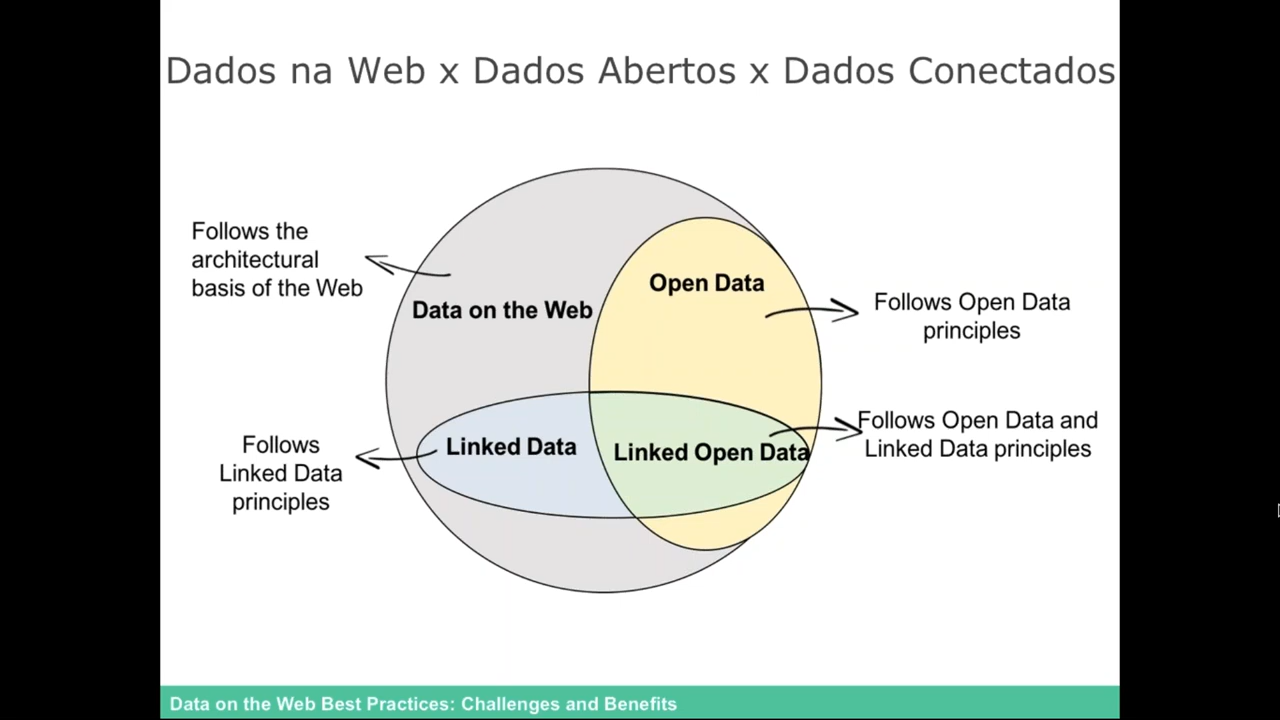 Dados na Web x Dados Abertos x Dados Conectados
Follows the
architectural
basis of the Web
Data on the Web
Open Data
Follows Open Data
principles
Follows
Linked Data
principles
Linked Data
Linked Open Data
Follows Open Data and
Linked Data principles
Data on the Web Best Practices: Challenges and Benefits